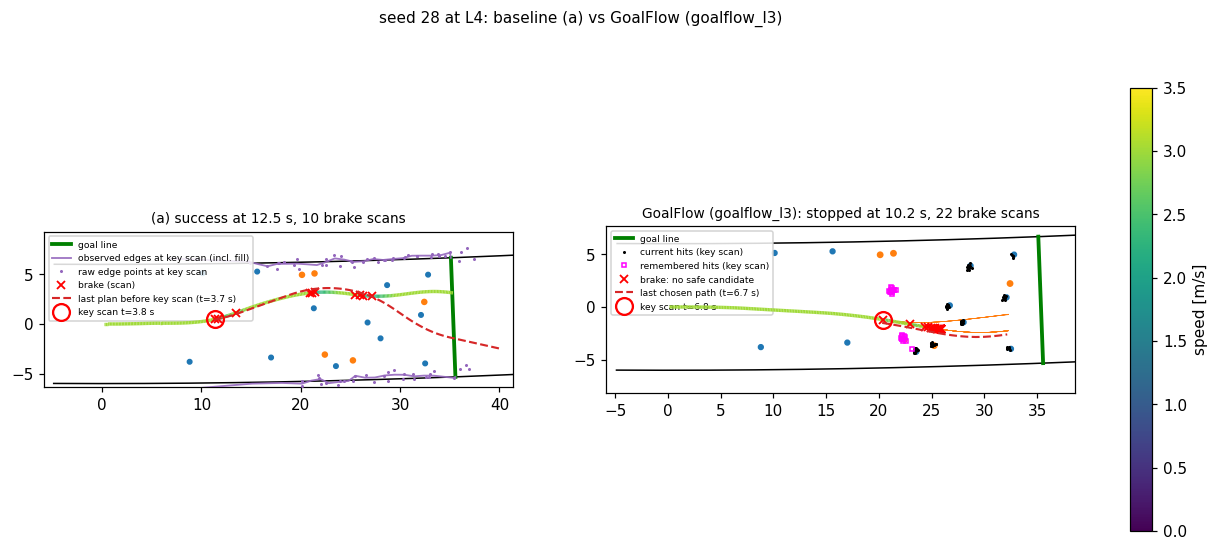 seed 28 at L4: baseline (a) vs GoalFlow (goalflow_l3)
(a) success at 12.5 s, 10 brake scans
goal line
observed edges at key scan (incl. fill)
raw edge points at key scan
brake (scan)
last plan before key scan (t=3.7 s)
key scan t=3.8 s
5
0
−5
0 10 20 30 40
GoalFlow (goalflow_l3): stopped at 10.2 s, 22 brake scans
goal line
current hits (key scan)
remembered hits (key scan)
brake: no safe candidate
last chosen path (t=6.7 s)
key scan t=6.8 s
5
0
−5
−5 0 5 10 15 20 25 30 35
3.5
3.0
2.5
2.0
1.5
1.0
0.5
0.0
speed [m/s]